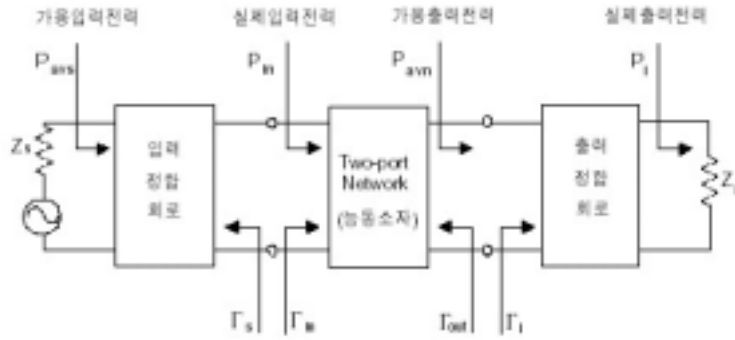 가용입력전력 실제입력전력 가용출력전력 실제출력전력
Pavs Pin Pavn Pl
Zs
입력
정합
회로
Two-port
Network
(능동소자)
출력
정합
회로
Zl
Γs Γin Γout Γl